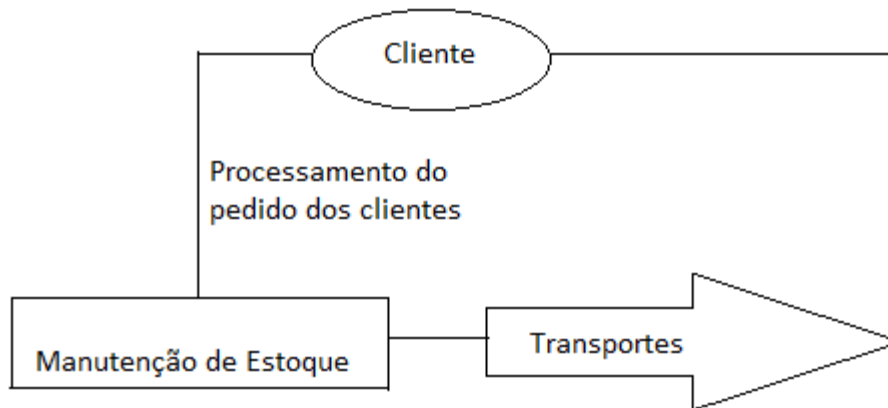 Cliente
Processamento do
pedido dos clientes
Manutenção de Estoque
Transportes